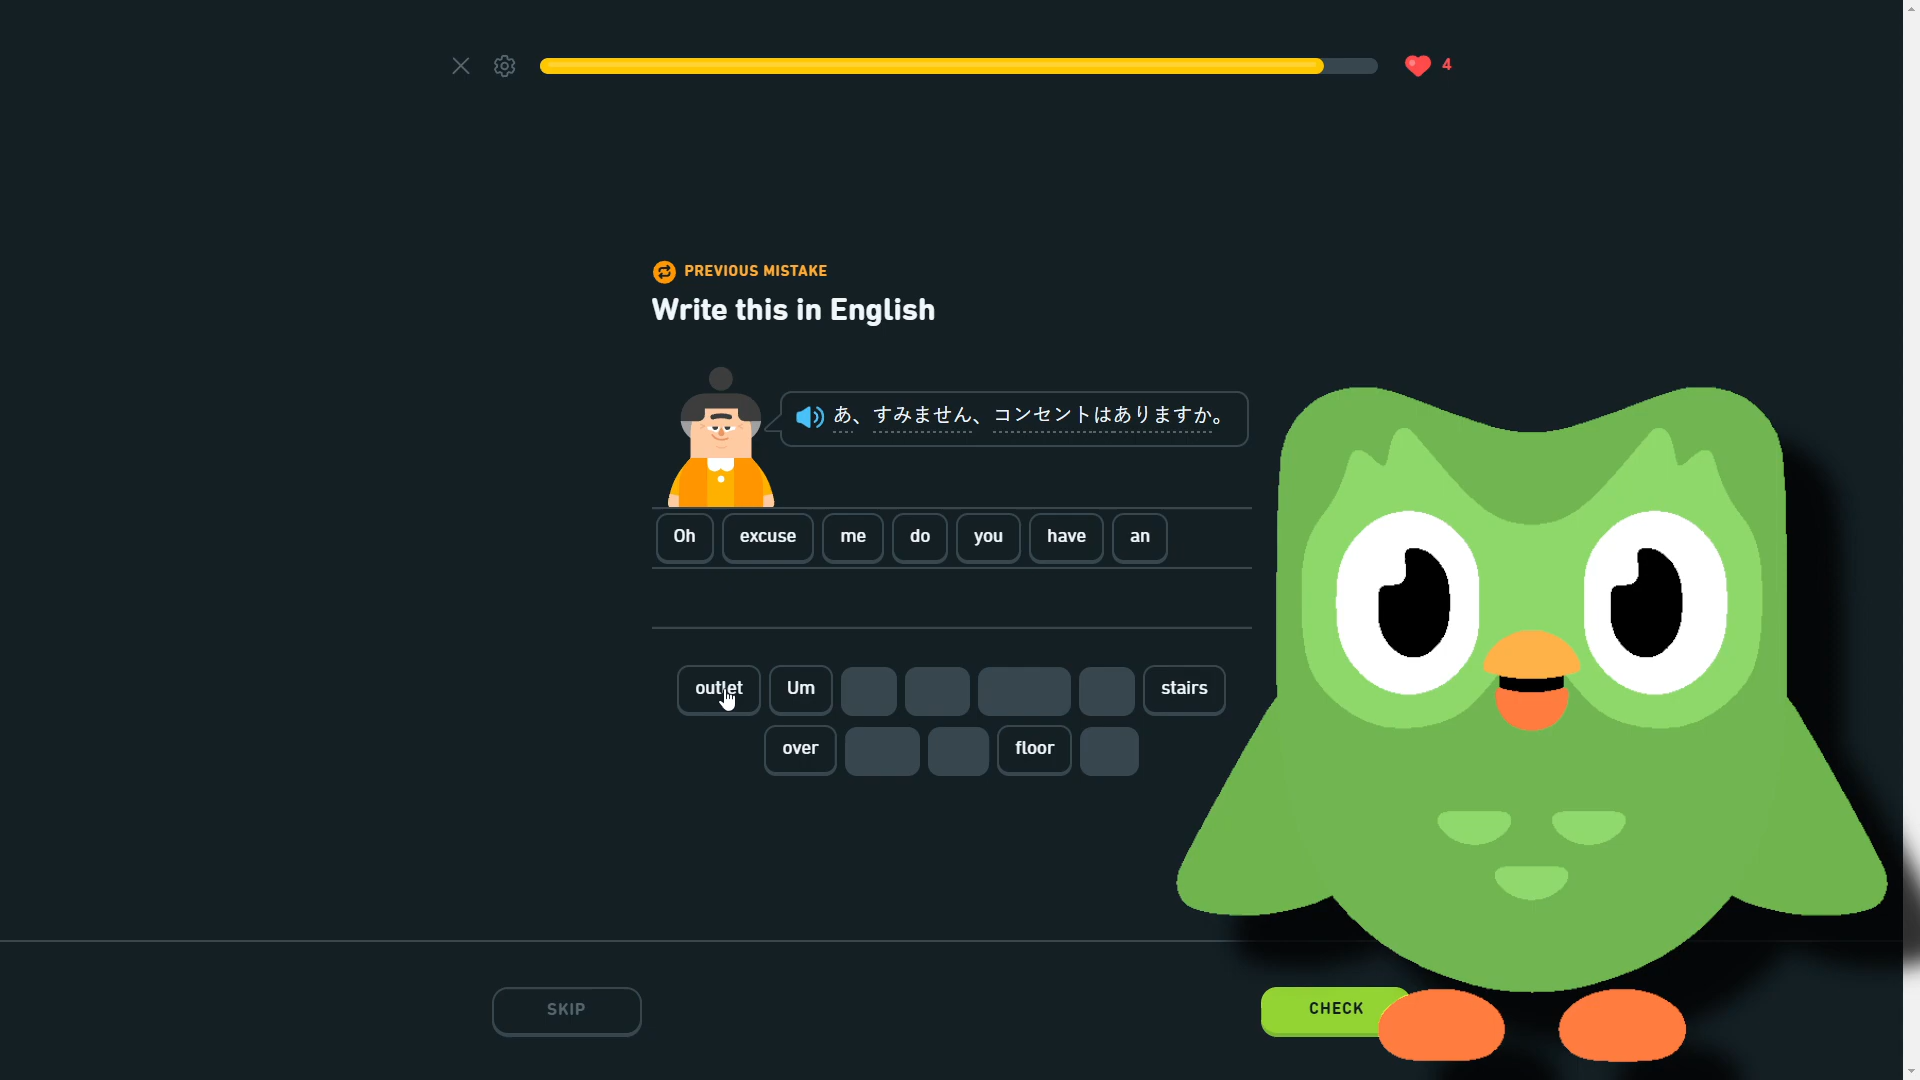 4
PREVIOUS MISTAKE
Write this in English
あ、すみません、コンセントはありますか。
Oh excuse me do you have an
outlet Um stairs
over floor
SKIP CHECK